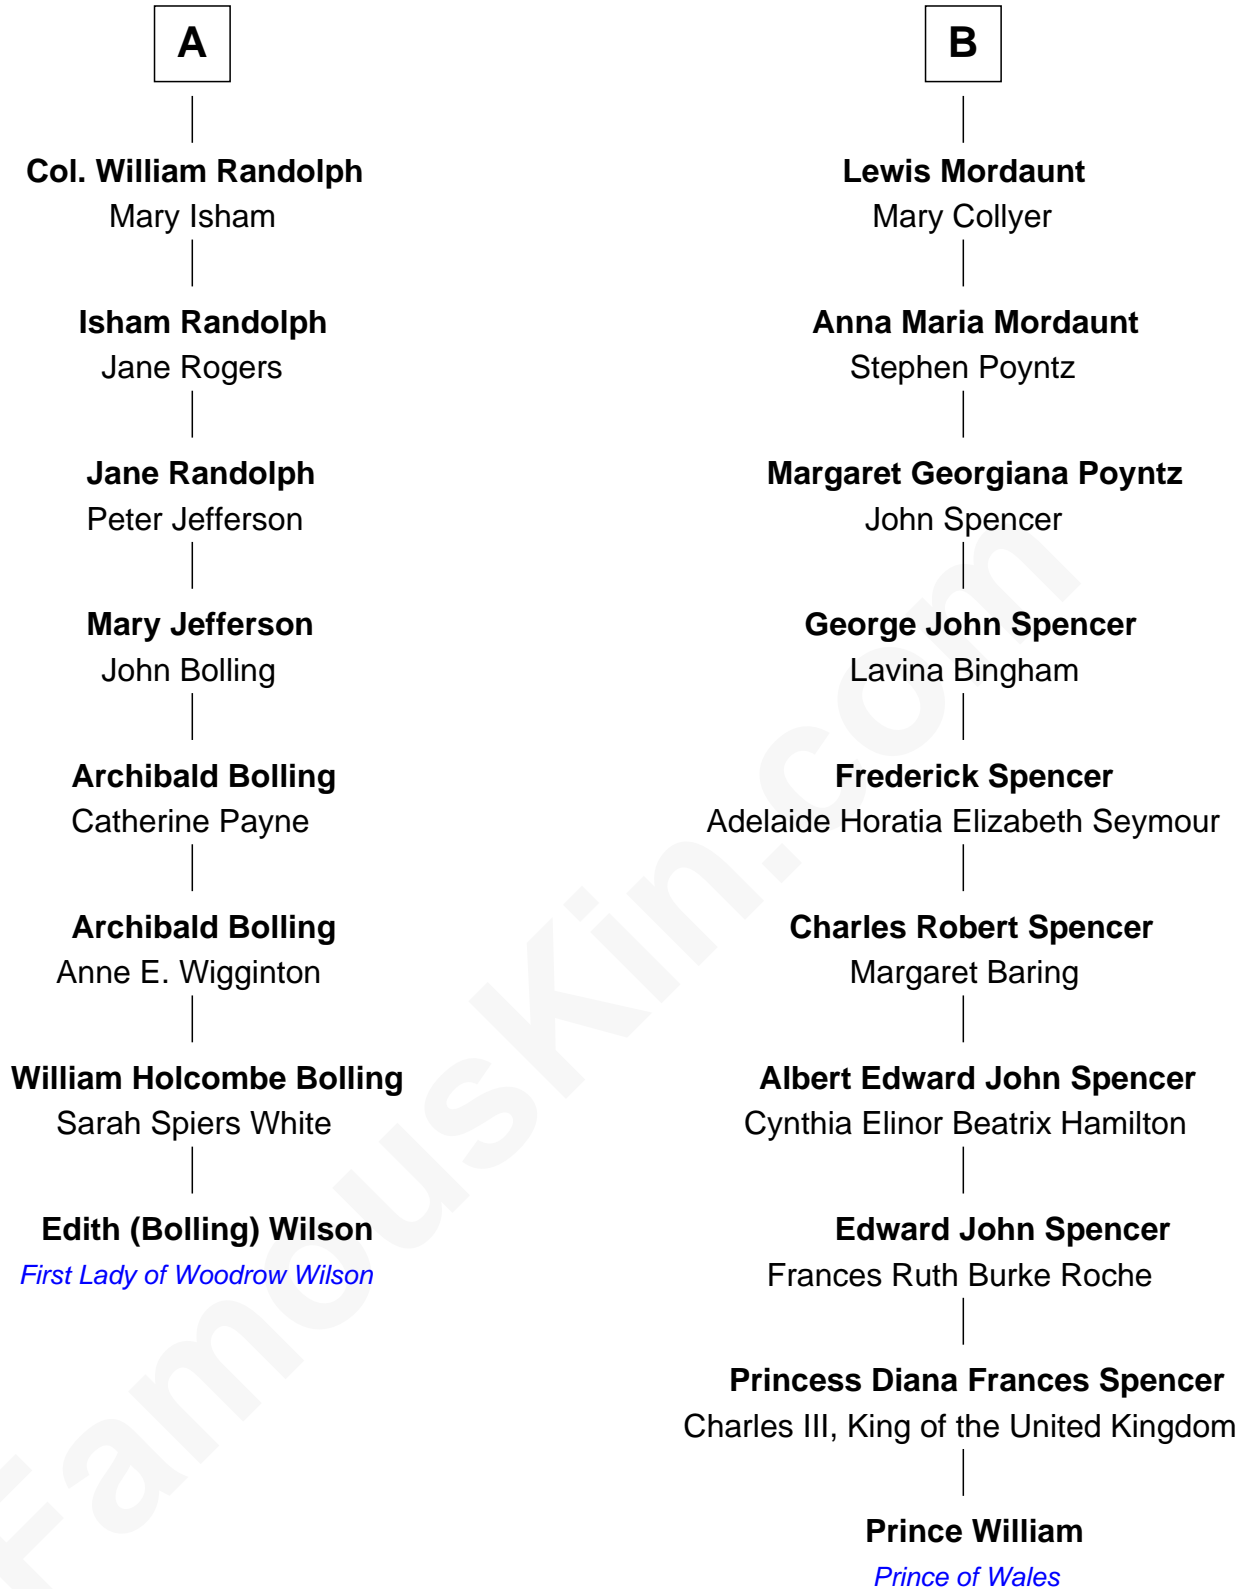 A
Col. William Randolph
Mary Isham
Isham Randolph
Jane Rogers
Jane Randolph
Peter Jefferson
Mary Jefferson
John Bolling
Archibald Bolling
Catherine Payne
Archibald Bolling
Anne E. Wigginton
William Holcombe Bolling
Sarah Spiers White
Edith (Bolling) Wilson
First Lady of Woodrow Wilson
B
Lewis Mordaunt
Mary Collyer
Anna Maria Mordaunt
Stephen Poyntz
Margaret Georgiana Poyntz
John Spencer
George John Spencer
Lavina Bingham
Frederick Spencer
Adelaide Horatia Elizabeth Seymour
Charles Robert Spencer
Margaret Baring
Albert Edward John Spencer
Cynthia Elinor Beatrix Hamilton
Edward John Spencer
Frances Ruth Burke Roche
Princess Diana Frances Spencer
Charles III, King of the United Kingdom
Prince William
Prince of Wales
FamousKin.com